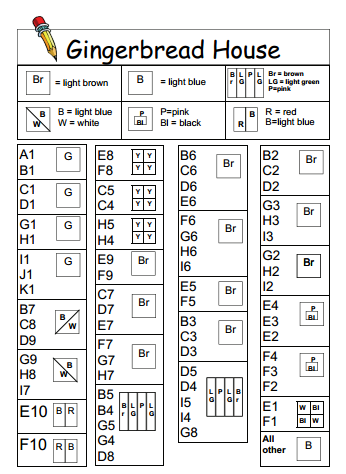 Gingerbread House
Br = light brown
B = light blue
B L P L
r G G
Br = brown
LG = light green
P=pink
B
W
B = light blue
W = white
P
Bl
P=pink
Bl = black
R B
R = red
B=light blue
A1
B1
G
C1
D1
G
G1
H1
G
I1
J1
K1
G
B7
C8
D9
B
W
G9
H8
I7
B
W
E10 B R
F10 R B
E8
F8
Y Y
Y Y
C5
C4
Y Y
Y Y
H5
H4
Y Y
Y Y
E9
F9
Br
C7
D7
E7
Br
F7
G7
H7
Br
B5
B4
G5
G4
D8
B L P L
r G G
B6
C6
D6
E6
Br
F6
G6
H6
I6
Br
E5
F5
Br
B3
C3
D3
Br
D5
D4
I5
I4
G8
P L L B
G G r
B2
C2
D2
Br
G3
H3
I3
Br
G2
H2
I2
Br
E4
E3
E2
P
Bl
F4
F3
F2
P
Bl
E1
F1
W Bl
Bl W
All
other
B